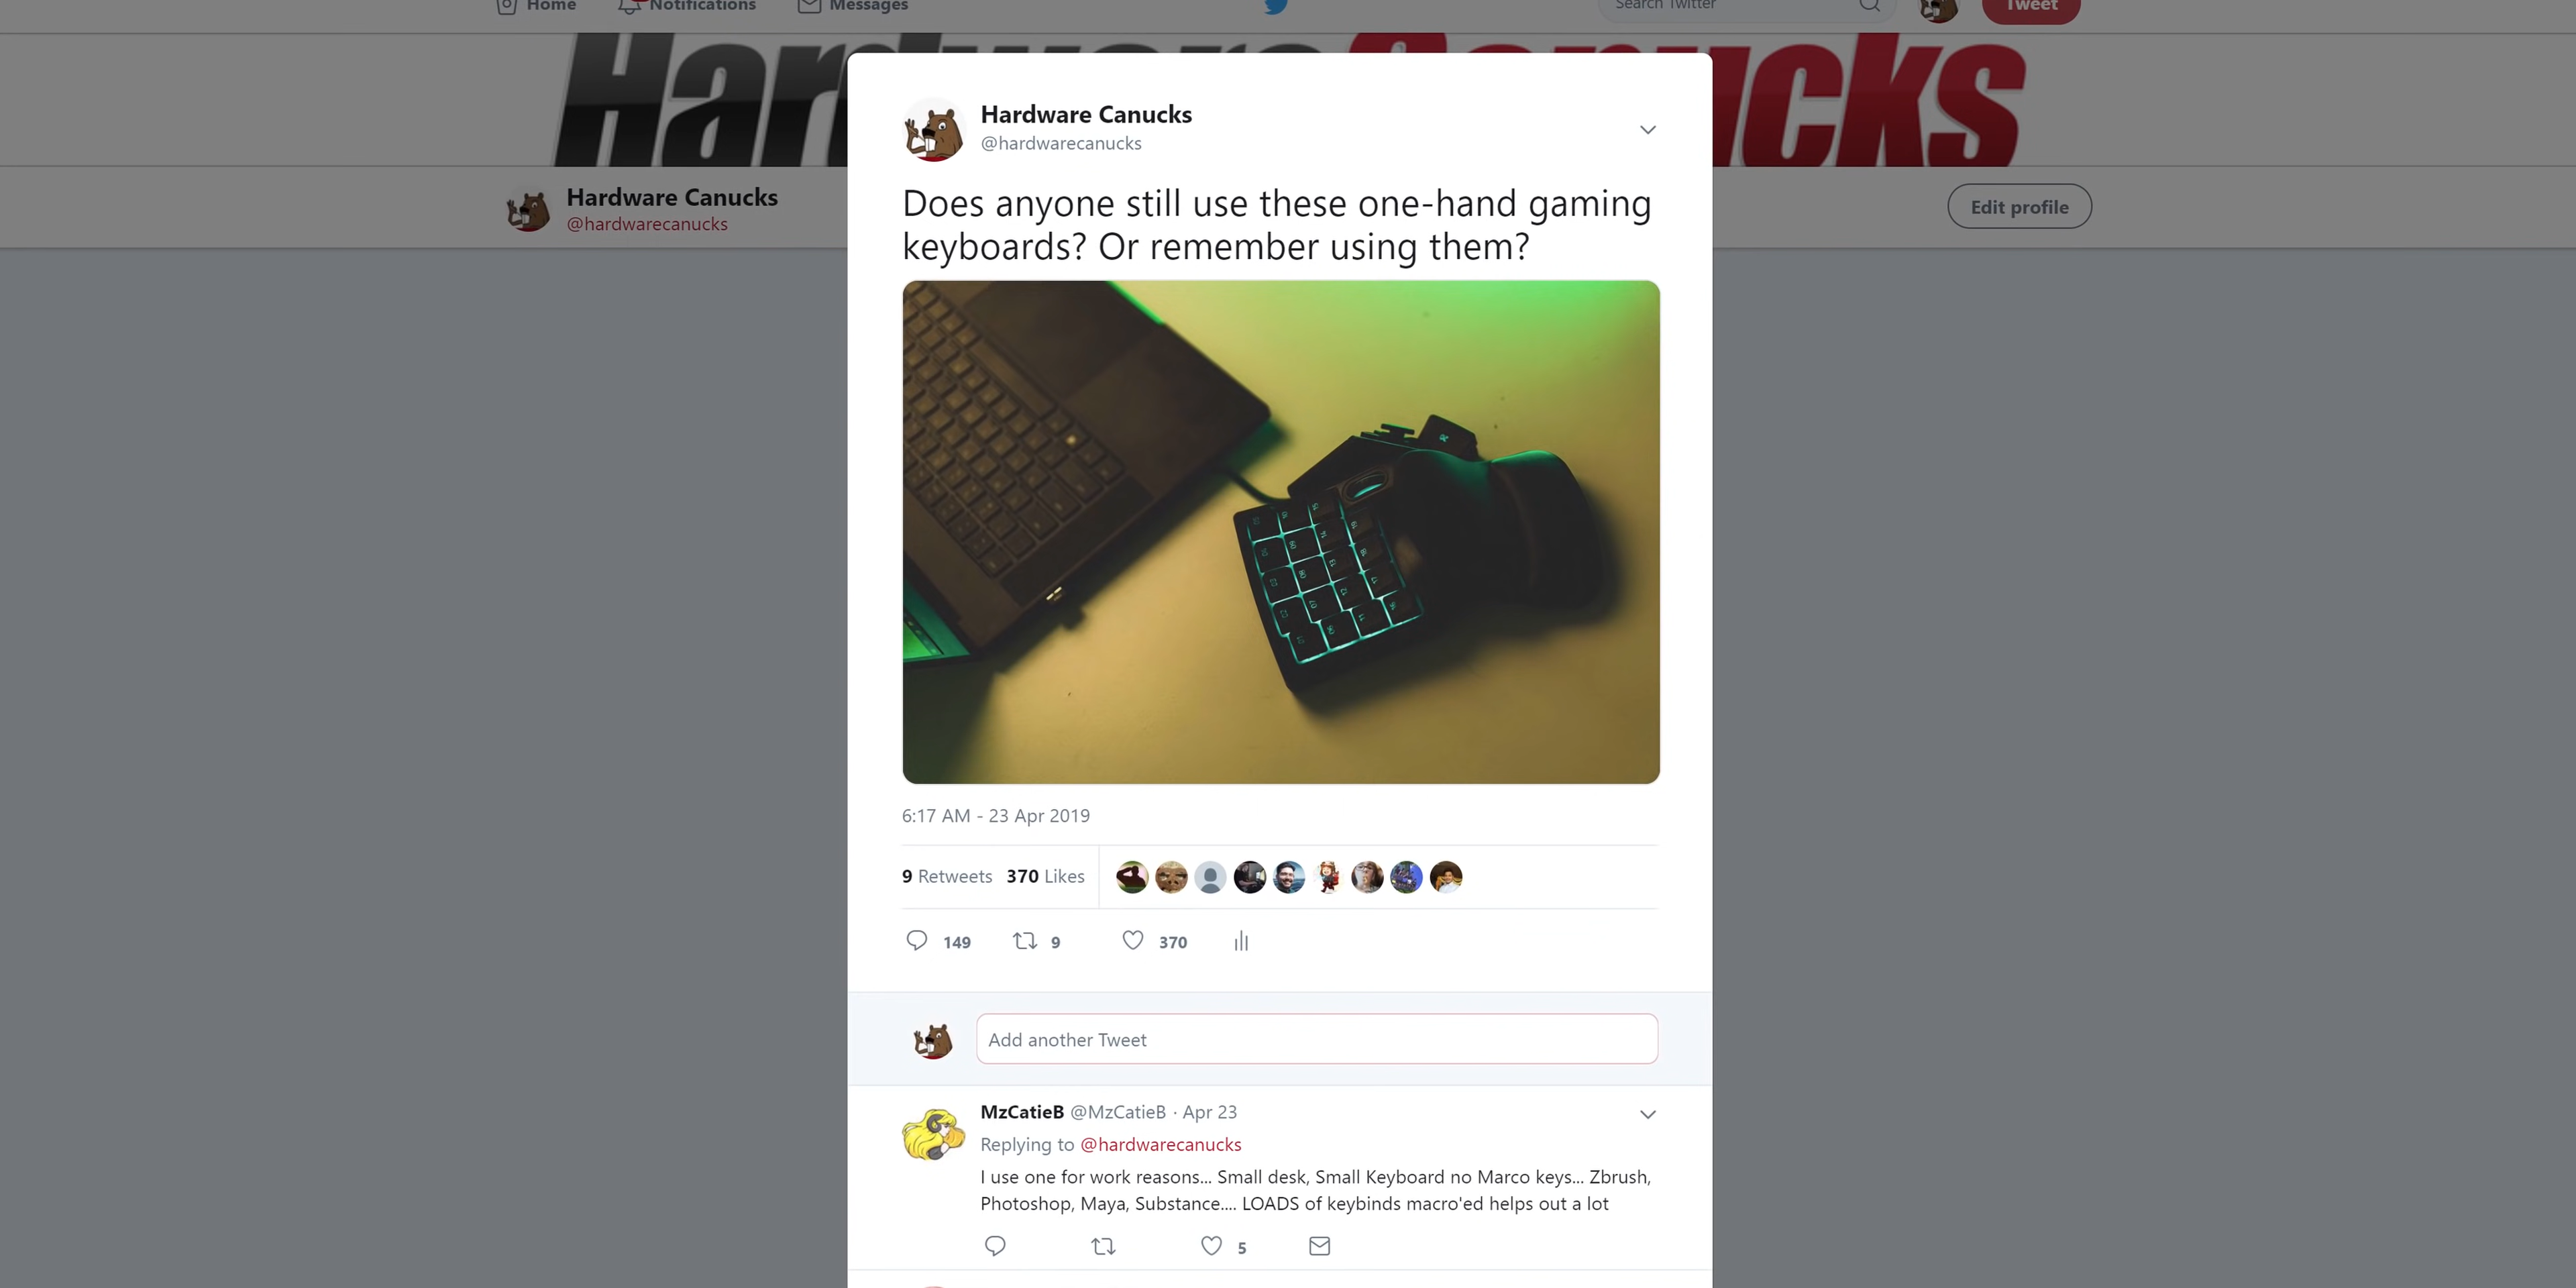 Home Notifications Messages Search Twitter Tweet
Hardware Canucks
Hardware Canucks
@hardwarecanucks
Edit profile
Hardware Canucks
@hardwarecanucks
Does anyone still use these one-hand gaming
keyboards? Or remember using them?
6:17 AM - 23 Apr 2019
9 Retweets 370 Likes
149 9 370
Add another Tweet
MzCatieB @MzCatieB · Apr 23
Replying to @hardwarecanucks
I use one for work reasons... Small desk, Small Keyboard no Marco keys... Zbrush,
Photoshop, Maya, Substance.... LOADS of keybinds macro'ed helps out a lot
5